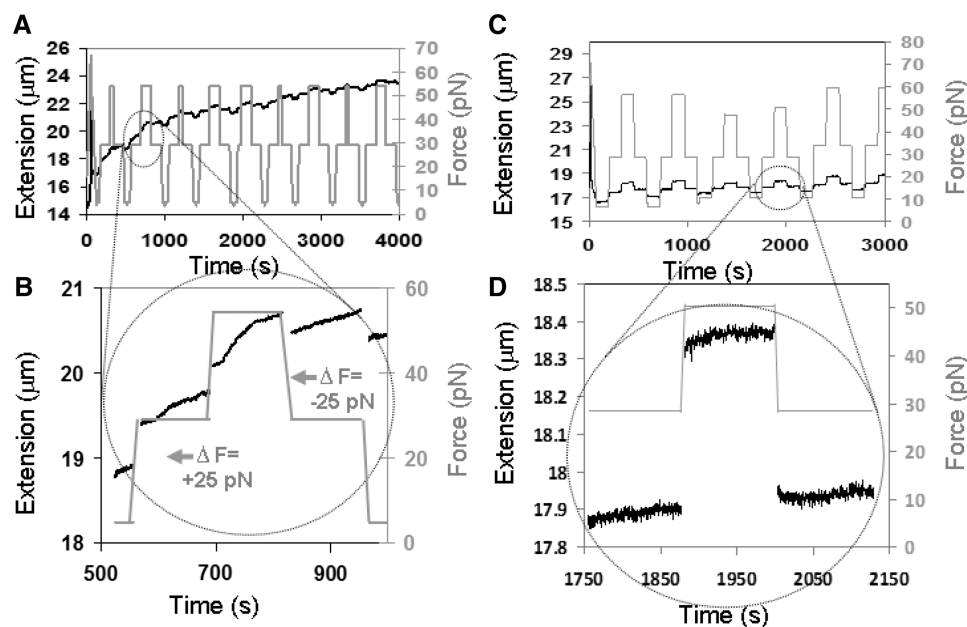 A
Extension (µm)
26
24
22
20
18
16
14
70
60
50
40
30
20
10
0
Force (pN)
0 1000 2000 3000 4000
Time (s)
B
Extension (µm)
21
20
19
18
60
40
20
0
Force (pN)
Δ F=
-25 pN
Δ F=
+25 pN
500 700 900
Time (s)
C
Extension (µm)
29
27
25
23
21
19
17
15
80
70
60
50
40
30
20
10
0
Force (pN)
0 1000 2000 3000
Time (s)
D
Extension (µm)
18.5
18.4
18.3
18.2
18.1
18
17.9
17.8
50
40
30
20
10
0
Force (pN)
1750 1850 1950 2050 2150
Time (s)